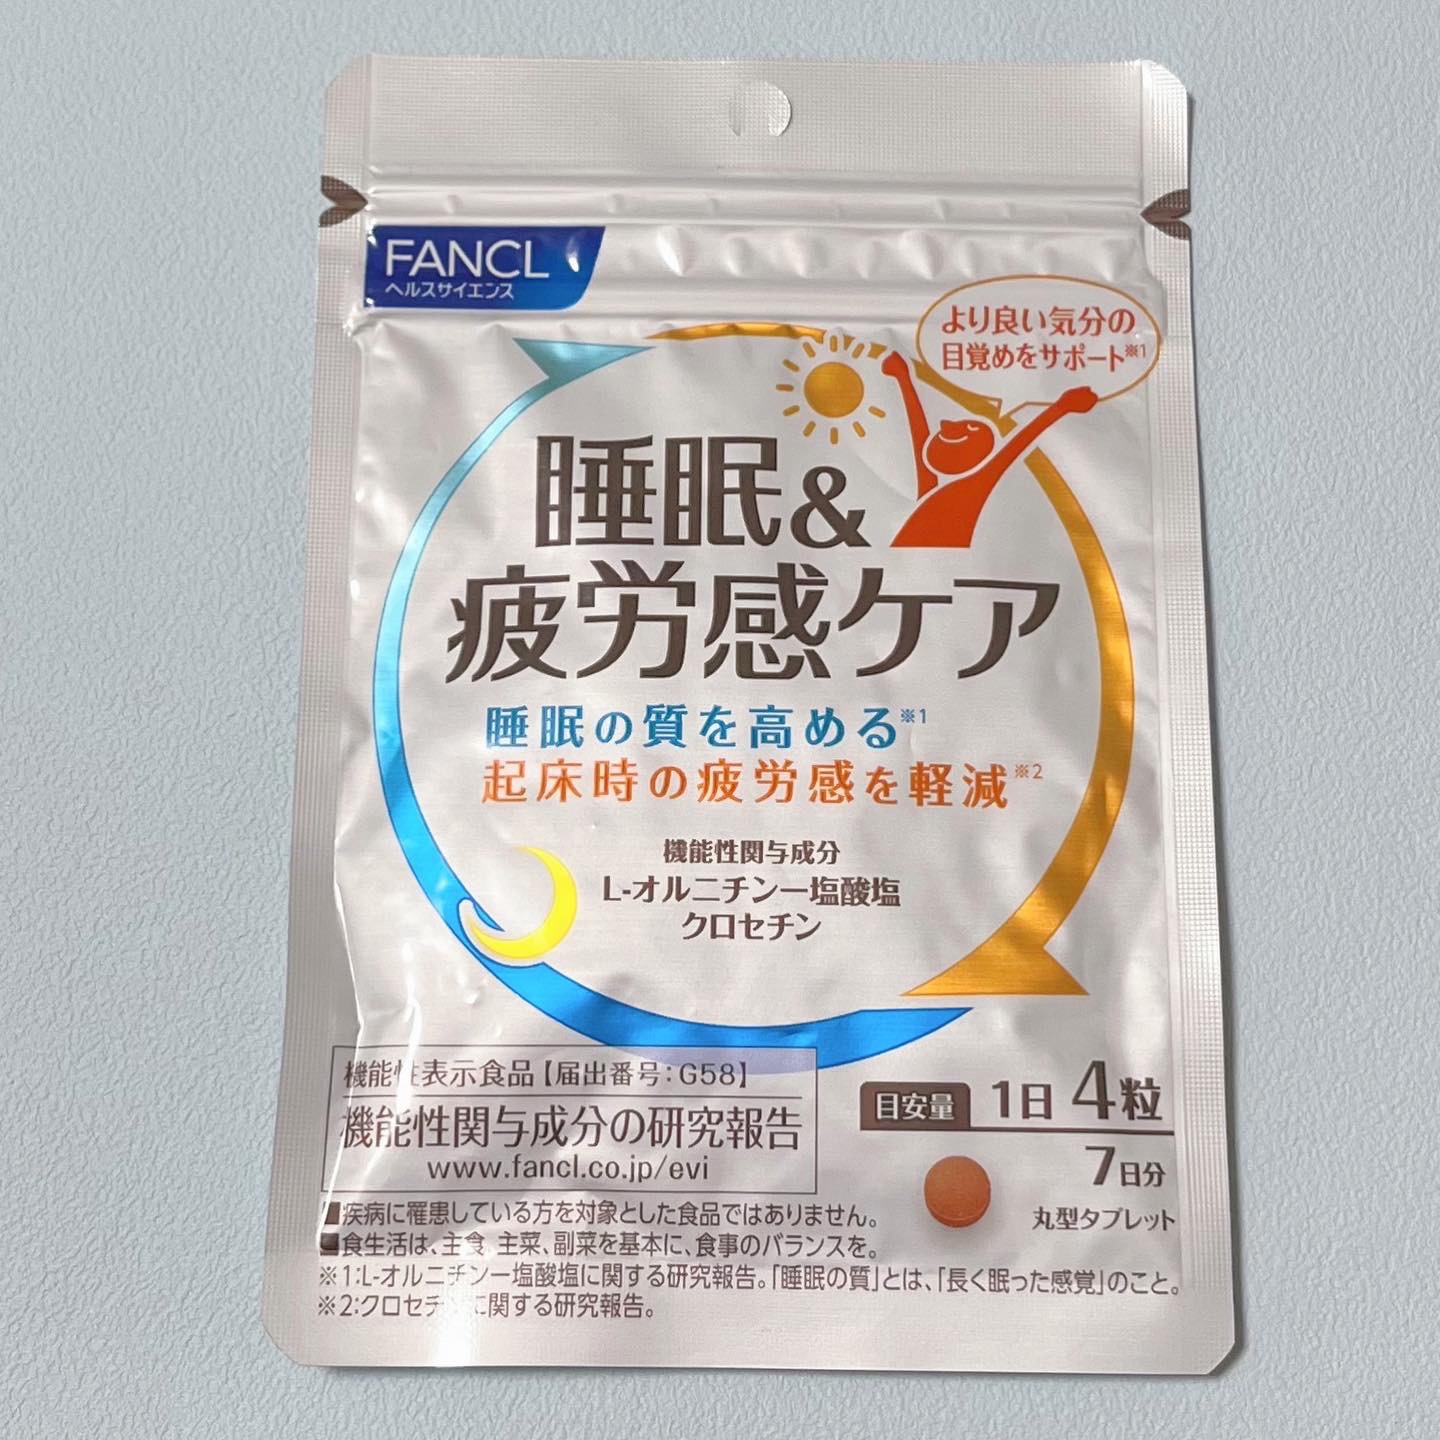 FANCL
ヘルスサイエンス
より良い気分の
目覚めをサポート※1
睡眠&
疲労感ケア
睡眠の質を高める※1
起床時の疲労感を軽減※2
機能性関与成分
L-オルニチン一塩酸塩
クロセチン
機能性表示食品【届出番号:G58】
機能性関与成分の研究報告
www.fancl.co.jp/evi
目安量 1日 4粒
7日分
丸型タブレット
■疾病に罹患している方を対象とした食品ではありません。
■食生活は、主食、主菜、副菜を基本に、食事のバランスを。
※1:L-オルニチン一塩酸塩に関する研究報告。「睡眠の質」とは、「長く眠った感覚」のこと。
※2:クロセチンに関する研究報告。